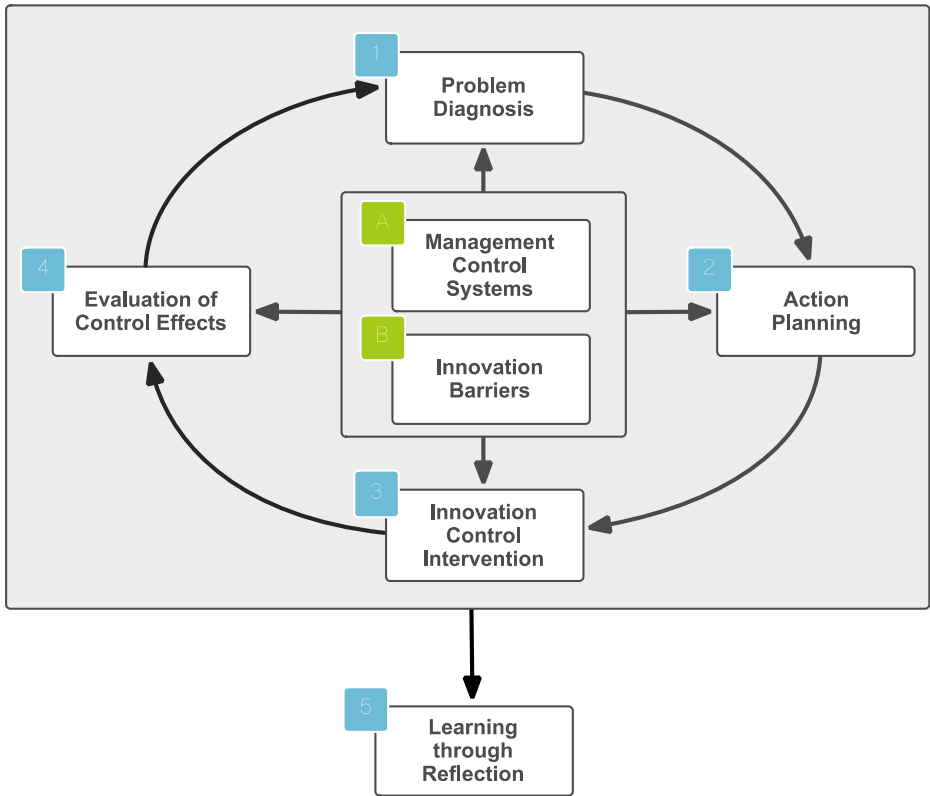 1
Problem
Diagnosis
A
Management
Control
Systems
4
Evaluation of
Control Effects
2
Action
Planning
B
Innovation
Barriers
3
Innovation
Control
Intervention
5
Learning
through
Reflection